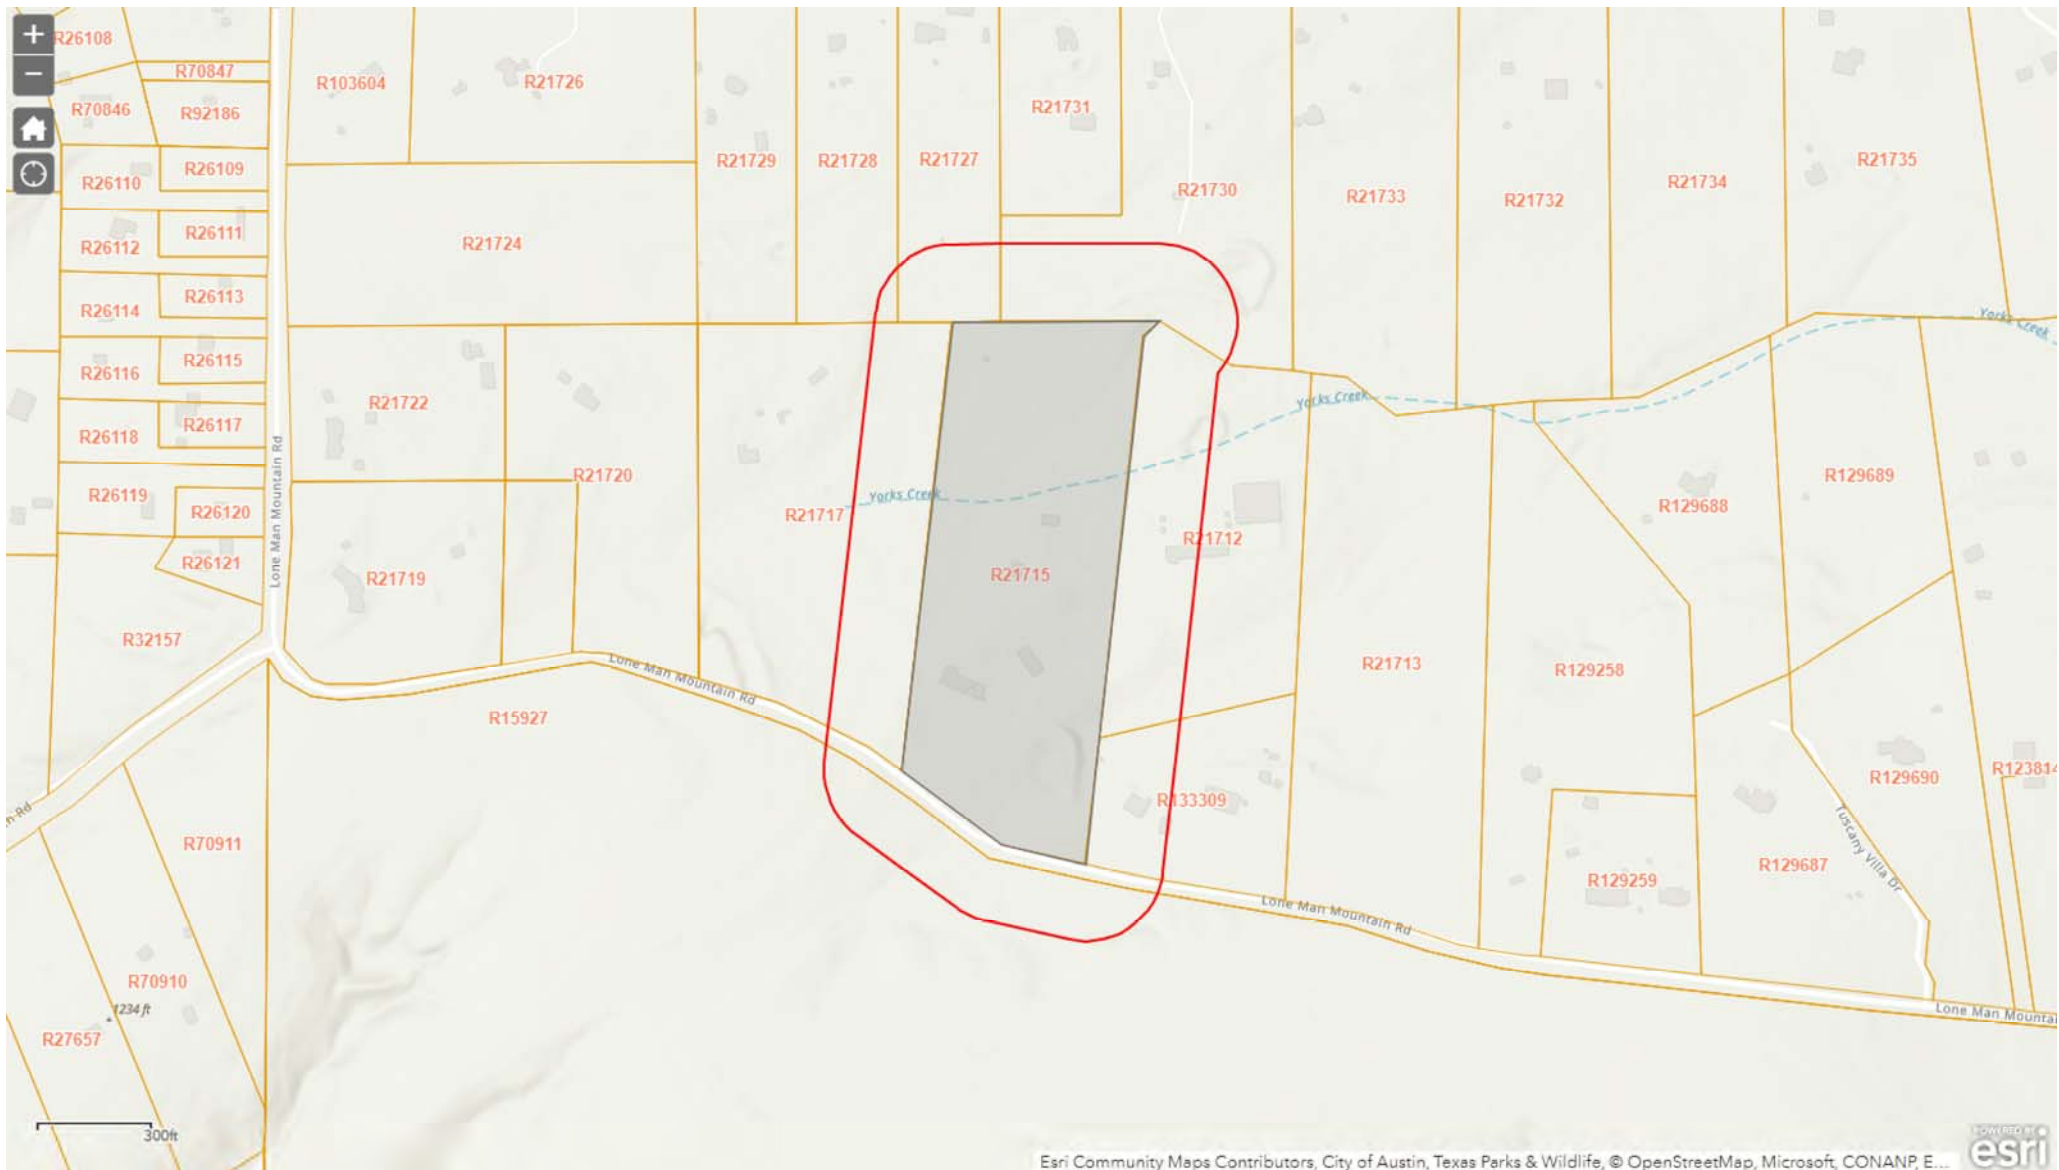 +
R26108
−
R70847
R103604
R21726
R70846
R92186
R21731
R21729
R21728
R21727
R21735
R26109
R26110
R21730
R21733
R21732
R21734
R26111
R26112
R21724
R26113
R26114
Yorks Creek
R26115
R26116
R21722
Yorks Creek
R26117
R26118
Lone Man Mountain Rd
R21720
R129689
R26119
Yorks Creek
R26120
R21717
R129688
R21712
R26121
R21719
R21715
R32157
Lone Man Mountain Rd
R21713
R129258
R15927
R129690
R123814
R133309
n Rd
Tuscany Villa Dr
R70911
R129687
R129259
Lone Man Mountain Rd
R70910
1234 ft
Lone Man Mountai
R27657
300ft
POWERED BY
esri
Esri Community Maps Contributors, City of Austin, Texas Parks & Wildlife, © OpenStreetMap, Microsoft, CONANP, E...